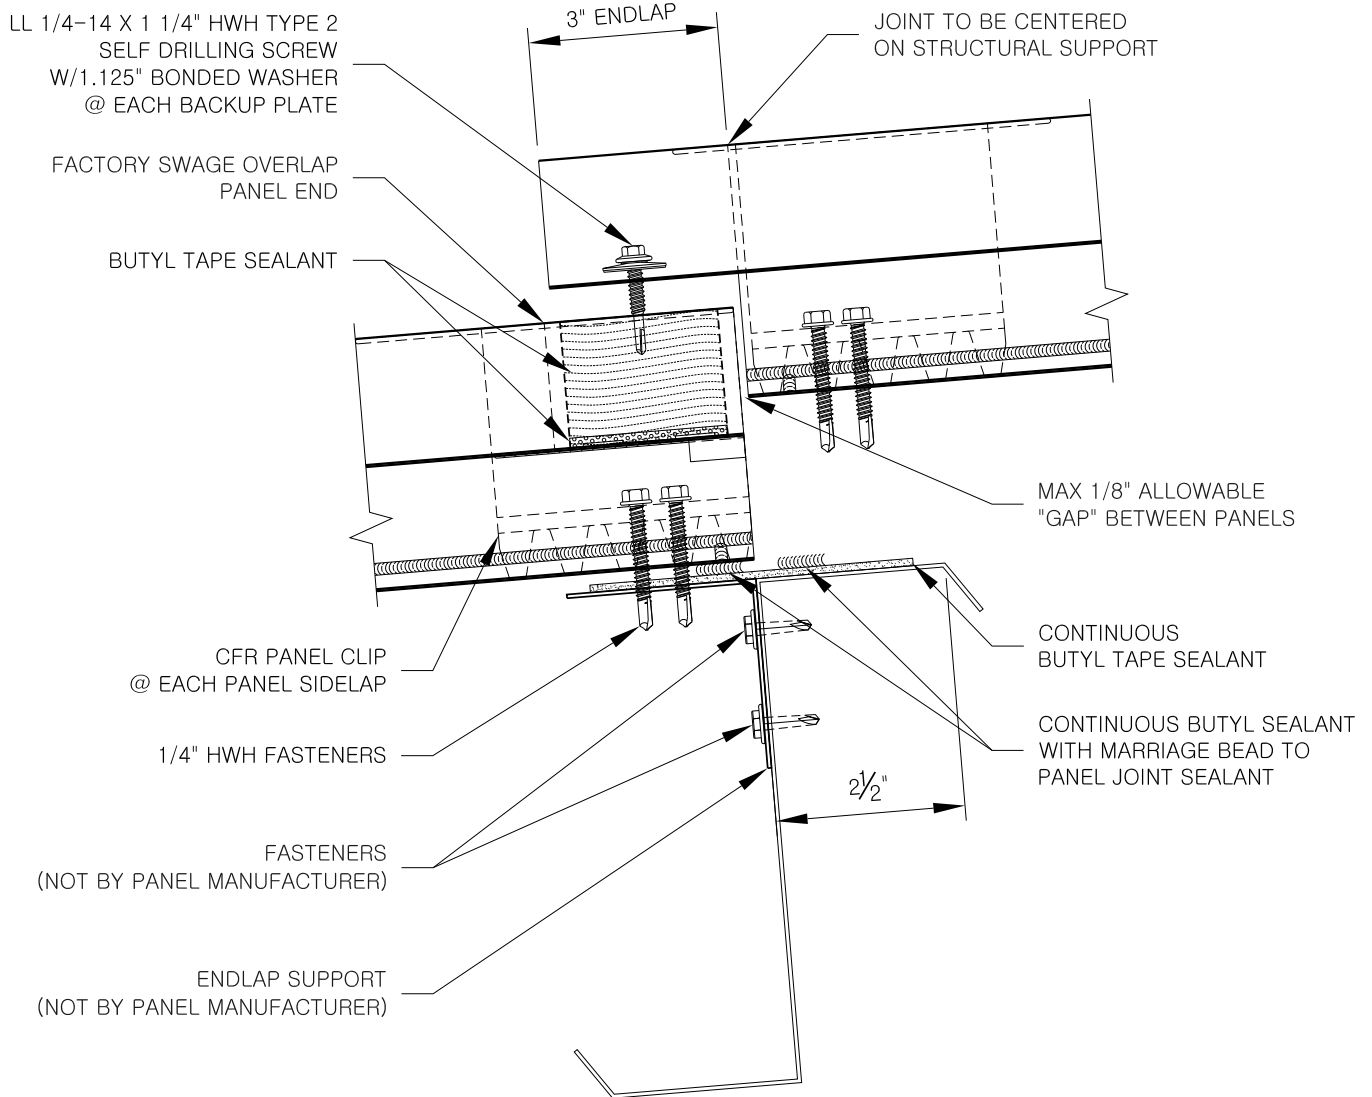 LL 1/4-14 X 1 1/4" HWH TYPE 2
SELF DRILLING SCREW
W/1.125" BONDED WASHER
@ EACH BACKUP PLATE
3" ENDLAP
JOINT TO BE CENTERED
ON STRUCTURAL SUPPORT
FACTORY SWAGE OVERLAP
PANEL END
BUTYL TAPE SEALANT
MAX 1/8" ALLOWABLE
"GAP" BETWEEN PANELS
CFR PANEL CLIP
@ EACH PANEL SIDELAP
CONTINUOUS
BUTYL TAPE SEALANT
1/4" HWH FASTENERS
CONTINUOUS BUTYL SEALANT
WITH MARRIAGE BEAD TO
PANEL JOINT SEALANT
2½"
FASTENERS
(NOT BY PANEL MANUFACTURER)
ENDLAP SUPPORT
(NOT BY PANEL MANUFACTURER)